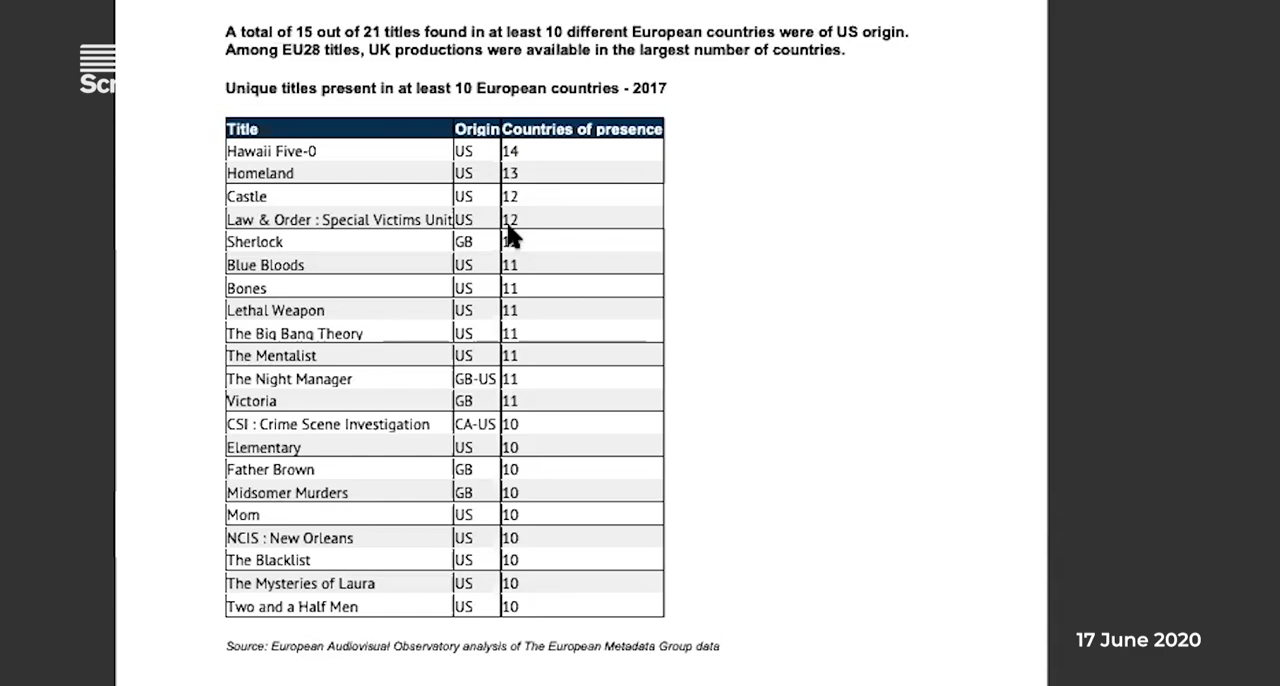 A total of 15 out of 21 titles found in at least 10 different European countries were of US origin.
Among EU28 titles, UK productions were available in the largest number of countries.
Scr
Unique titles present in at least 10 European countries - 2017
Title Origin Countries of presence
Hawaii Five-0 US 14
Homeland US 13
Castle US 12
Law & Order : Special Victims Unit US 12
Sherlock GB
Blue Bloods US 11
Bones US 11
Lethal Weapon US 11
The Big Bang Theory US 11
The Mentalist US 11
The Night Manager GB-US 11
Victoria GB 11
CSI : Crime Scene Investigation CA-US 10
Elementary US 10
Father Brown GB 10
Midsomer Murders GB 10
Mom US 10
NCIS : New Orleans US 10
The Blacklist US 10
The Mysteries of Laura US 10
Two and a Half Men US 10
Source: European Audiovisual Observatory analysis of The European Metadata Group data
17 June 2020